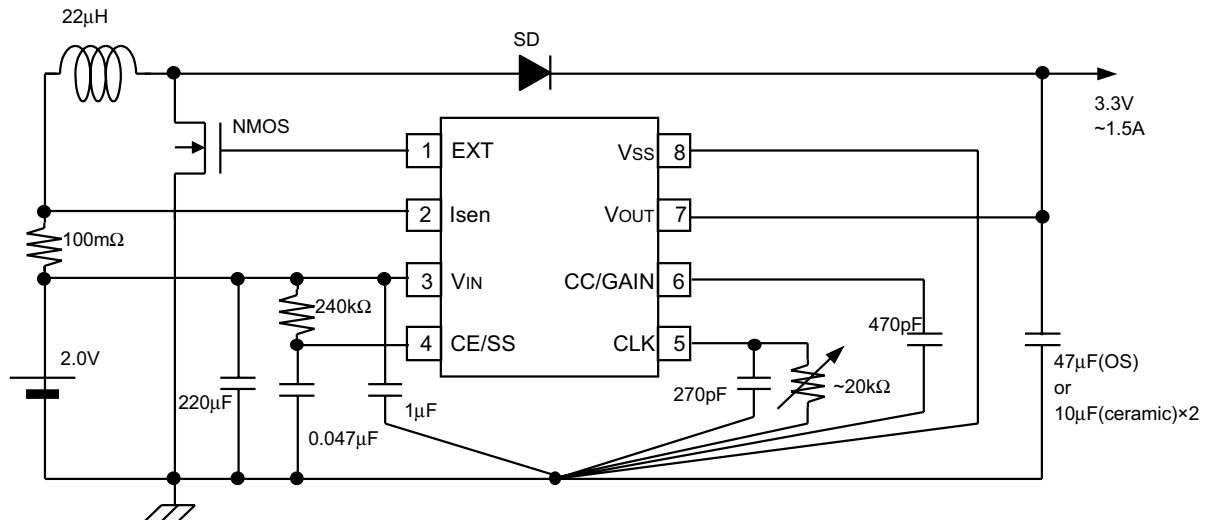 22μH
SD
3.3V
~1.5A
NMOS
1 EXT
VSS 8
2 Isen
VOUT 7
100mΩ
3 VIN
CC/GAIN 6
240kΩ
470pF
4 CE/SS
CLK 5
2.0V
220μF
0.047μF
1μF
270pF
~20kΩ
47μF(OS)
or
10μF(ceramic)×2